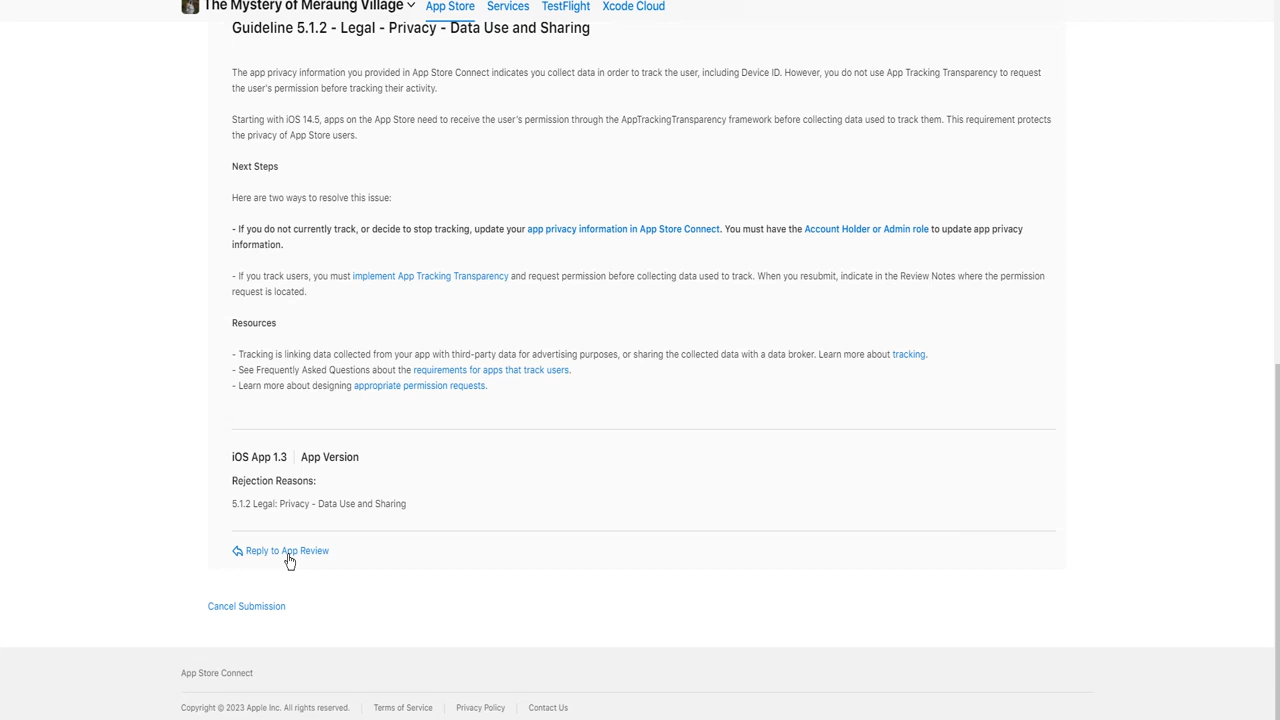 The Mystery of Meraung Village App Store Services TestFlight Xcode Cloud
Guideline 5.1.2 - Legal - Privacy - Data Use and Sharing
The app privacy information you provided in App Store Connect indicates you collect data in order to track the user, including Device ID. However, you do not use App Tracking Transparency to request
the user's permission before tracking their activity.
Starting with iOS 14.5, apps on the App Store need to receive the user's permission through the AppTrackingTransparency framework before collecting data used to track them. This requirement protects
the privacy of App Store users.
Next Steps
Here are two ways to resolve this issue:
- If you do not currently track, or decide to stop tracking, update your app privacy information in App Store Connect. You must have the Account Holder or Admin role to update app privacy
information.
- If you track users, you must implement App Tracking Transparency and request permission before collecting data used to track. When you resubmit, indicate in the Review Notes where the permission
request is located.
Resources
- Tracking is linking data collected from your app with third-party data for advertising purposes, or sharing the collected data with a data broker. Learn more about tracking.
- See Frequently Asked Questions about the requirements for apps that track users.
- Learn more about designing appropriate permission requests.
iOS App 1.3 App Version
Rejection Reasons:
5.1.2 Legal: Privacy - Data Use and Sharing
Reply to App Review
Cancel Submission
App Store Connect
Copyright © 2023 Apple Inc. All rights reserved. Terms of Service Privacy Policy Contact Us